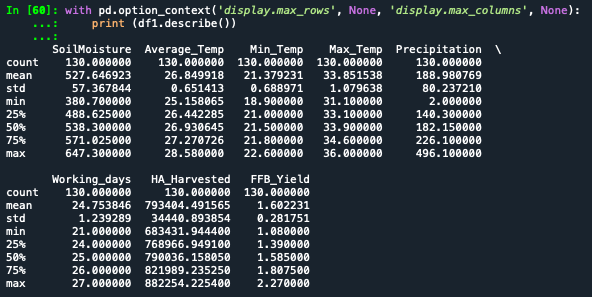 In [60]: with pd.option_context('display.max_rows', None, 'display.max_columns', None):
    ...:     print (df1.describe())
    ...:
       SoilMoisture  Average_Temp    Min_Temp    Max_Temp  Precipitation  \
count    130.000000    130.000000  130.000000  130.000000     130.000000
mean     527.646923     26.849918   21.379231   33.851538     188.980769
std       57.367844      0.651413    0.688971    1.079638      80.237210
min      380.700000     25.158065   18.900000   31.100000       2.000000
25%      488.625000     26.442285   21.000000   33.100000     140.300000
50%      538.300000     26.930645   21.500000   33.900000     182.150000
75%      571.025000     27.270726   21.800000   34.600000     226.100000
max      647.300000     28.580000   22.600000   36.000000     496.100000

       Working_days   HA_Harvested   FFB_Yield
count    130.000000     130.000000  130.000000
mean      24.753846  793404.491565    1.602231
std        1.239289   34440.893854    0.281751
min       21.000000  683431.944400    1.080000
25%       24.000000  768966.949100    1.390000
50%       25.000000  790036.158050    1.585000
75%       26.000000  821989.235250    1.807500
max       27.000000  882254.225400    2.270000